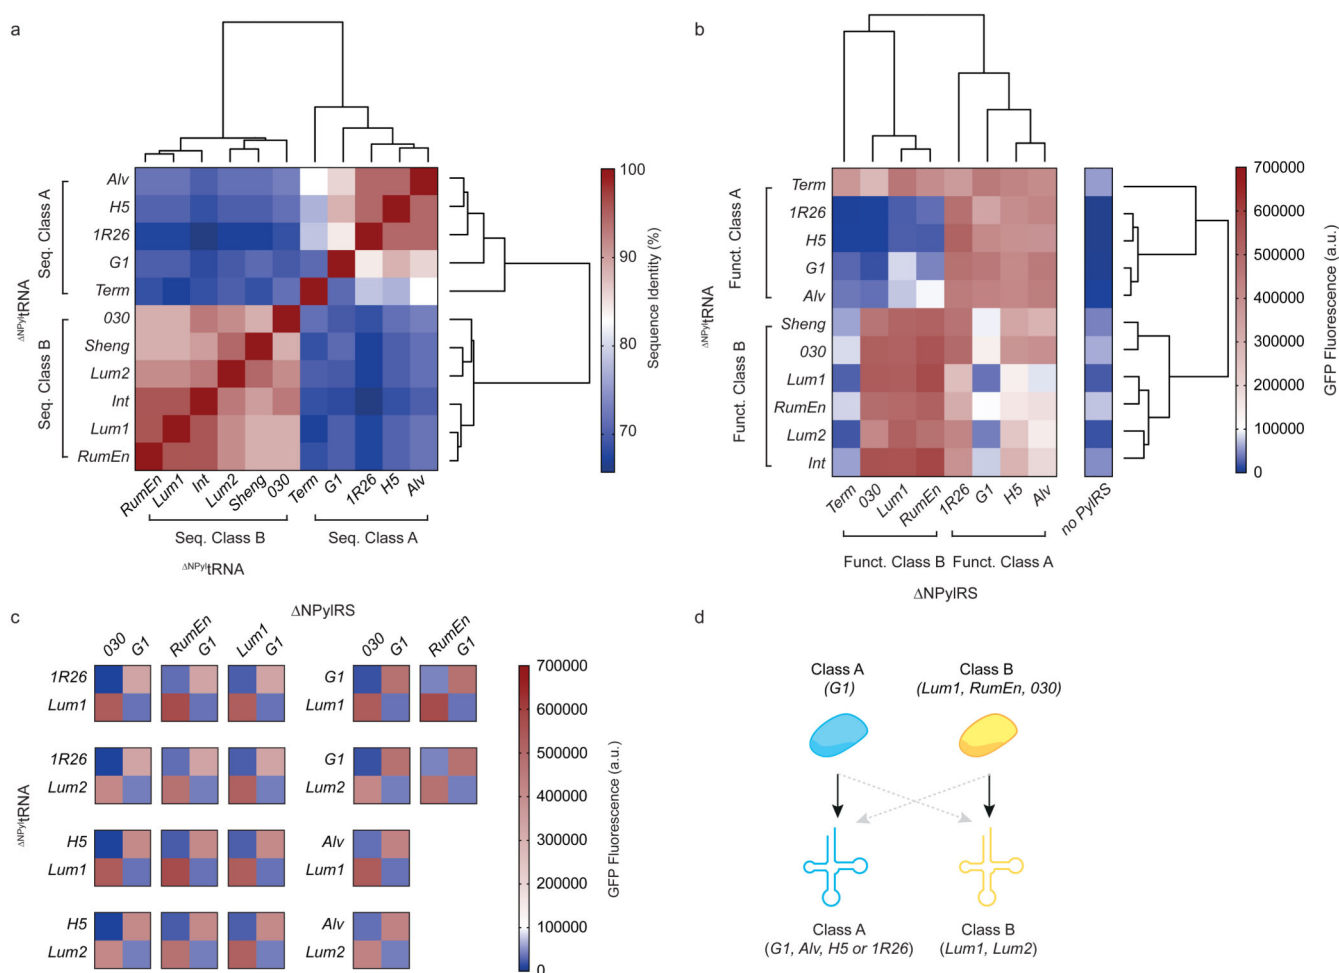 a
Alv
H5
1R26
G1
Term
030
Sheng
Lum2
Int
Lum1
RumEn
Seq. Class A
Seq. Class B
ΔNPyltRNA
RumEn
Lum1
Int
Lum2
Sheng
030
Term
G1
1R26
H5
Alv
Seq. Class B
Seq. Class A
ΔNPyltRNA
100
90
80
70
Sequence Identity (%)
b
Term
1R26
H5
G1
Alv
Sheng
030
Lum1
RumEn
Lum2
Int
Funct. Class A
Funct. Class B
ΔNPyltRNA
Term
030
Lum1
RumEn
1R26
G1
H5
Alv
no PylRS
Funct. Class B
Funct. Class A
ΔNPylRS
700000
600000
500000
400000
300000
200000
100000
0
GFP Fluorescence (a.u.)
c
ΔNPylRS
030 G1
RumEn G1
Lum1 G1
030 G1
RumEn G1
1R26
Lum1
G1
Lum1
1R26
Lum2
G1
Lum2
H5
Lum1
Alv
Lum1
H5
Lum2
Alv
Lum2
ΔNPyltRNA
700000
600000
500000
400000
300000
200000
100000
0
GFP Fluorescence (a.u.)
d
Class A
(G1)
Class B
(Lum1, RumEn, 030)
Class A
(G1, Alv, H5 or 1R26)
Class B
(Lum1, Lum2)